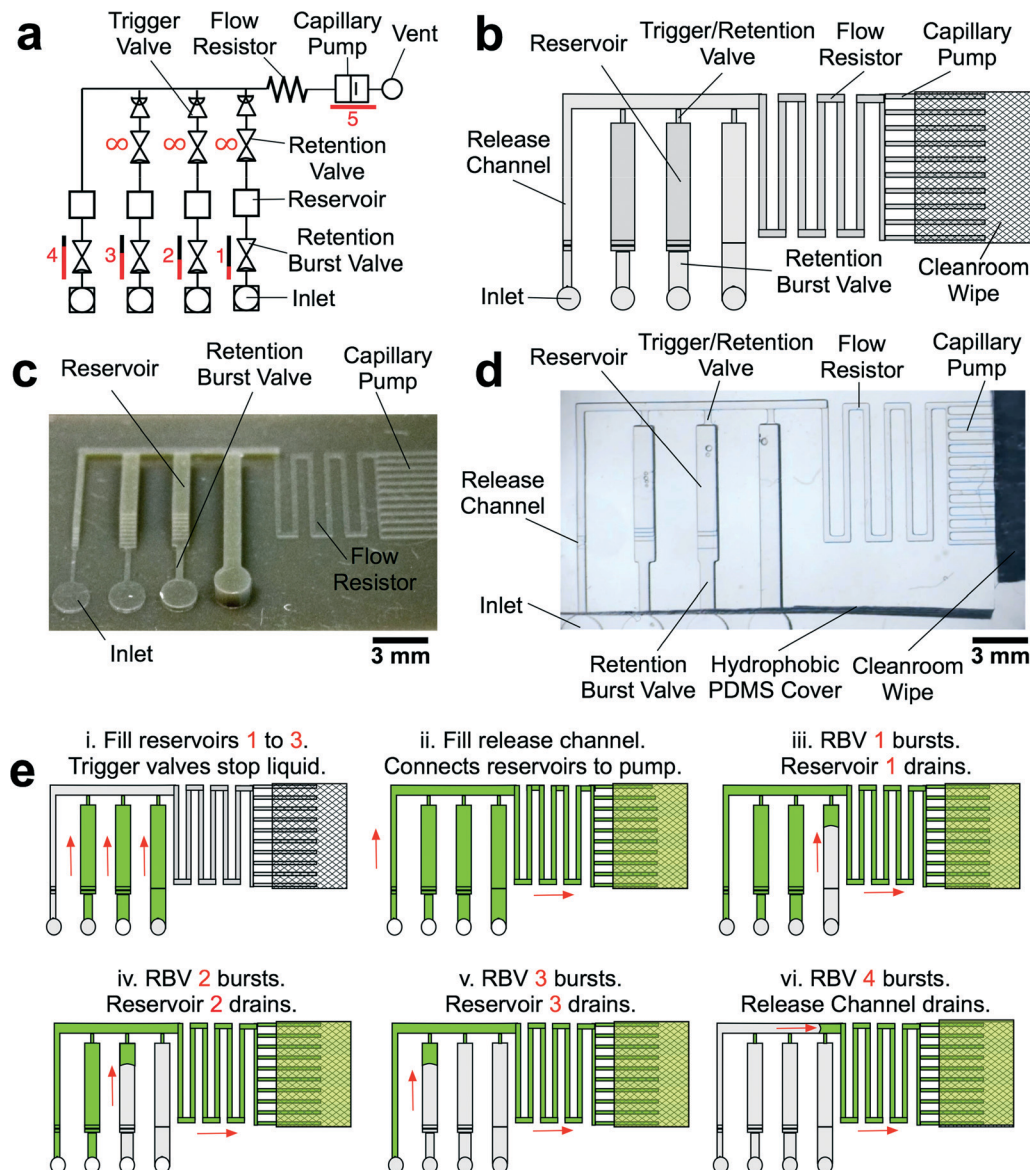 a
Trigger
Valve
Flow
Resistor
Capillary
Pump
Vent
5
∞
∞
∞
Retention
Valve
Reservoir
4
3
2
1
Retention
Burst Valve
Inlet
b
Reservoir
Trigger/Retention
Valve
Flow
Resistor
Capillary
Pump
Release
Channel
Inlet
Retention
Burst Valve
Cleanroom
Wipe
c
Reservoir
Retention
Burst Valve
Capillary
Pump
Flow
Resistor
Inlet
3 mm
d
Reservoir
Trigger/Retention
Valve
Flow
Resistor
Capillary
Pump
Release
Channel
Inlet
Retention
Burst Valve
Hydrophobic
PDMS Cover
Cleanroom
Wipe
3 mm
e
i. Fill reservoirs 1 to 3.
Trigger valves stop liquid.
ii. Fill release channel.
Connects reservoirs to pump.
iii. RBV 1 bursts.
Reservoir 1 drains.
iv. RBV 2 bursts.
Reservoir 2 drains.
v. RBV 3 bursts.
Reservoir 3 drains.
vi. RBV 4 bursts.
Release Channel drains.